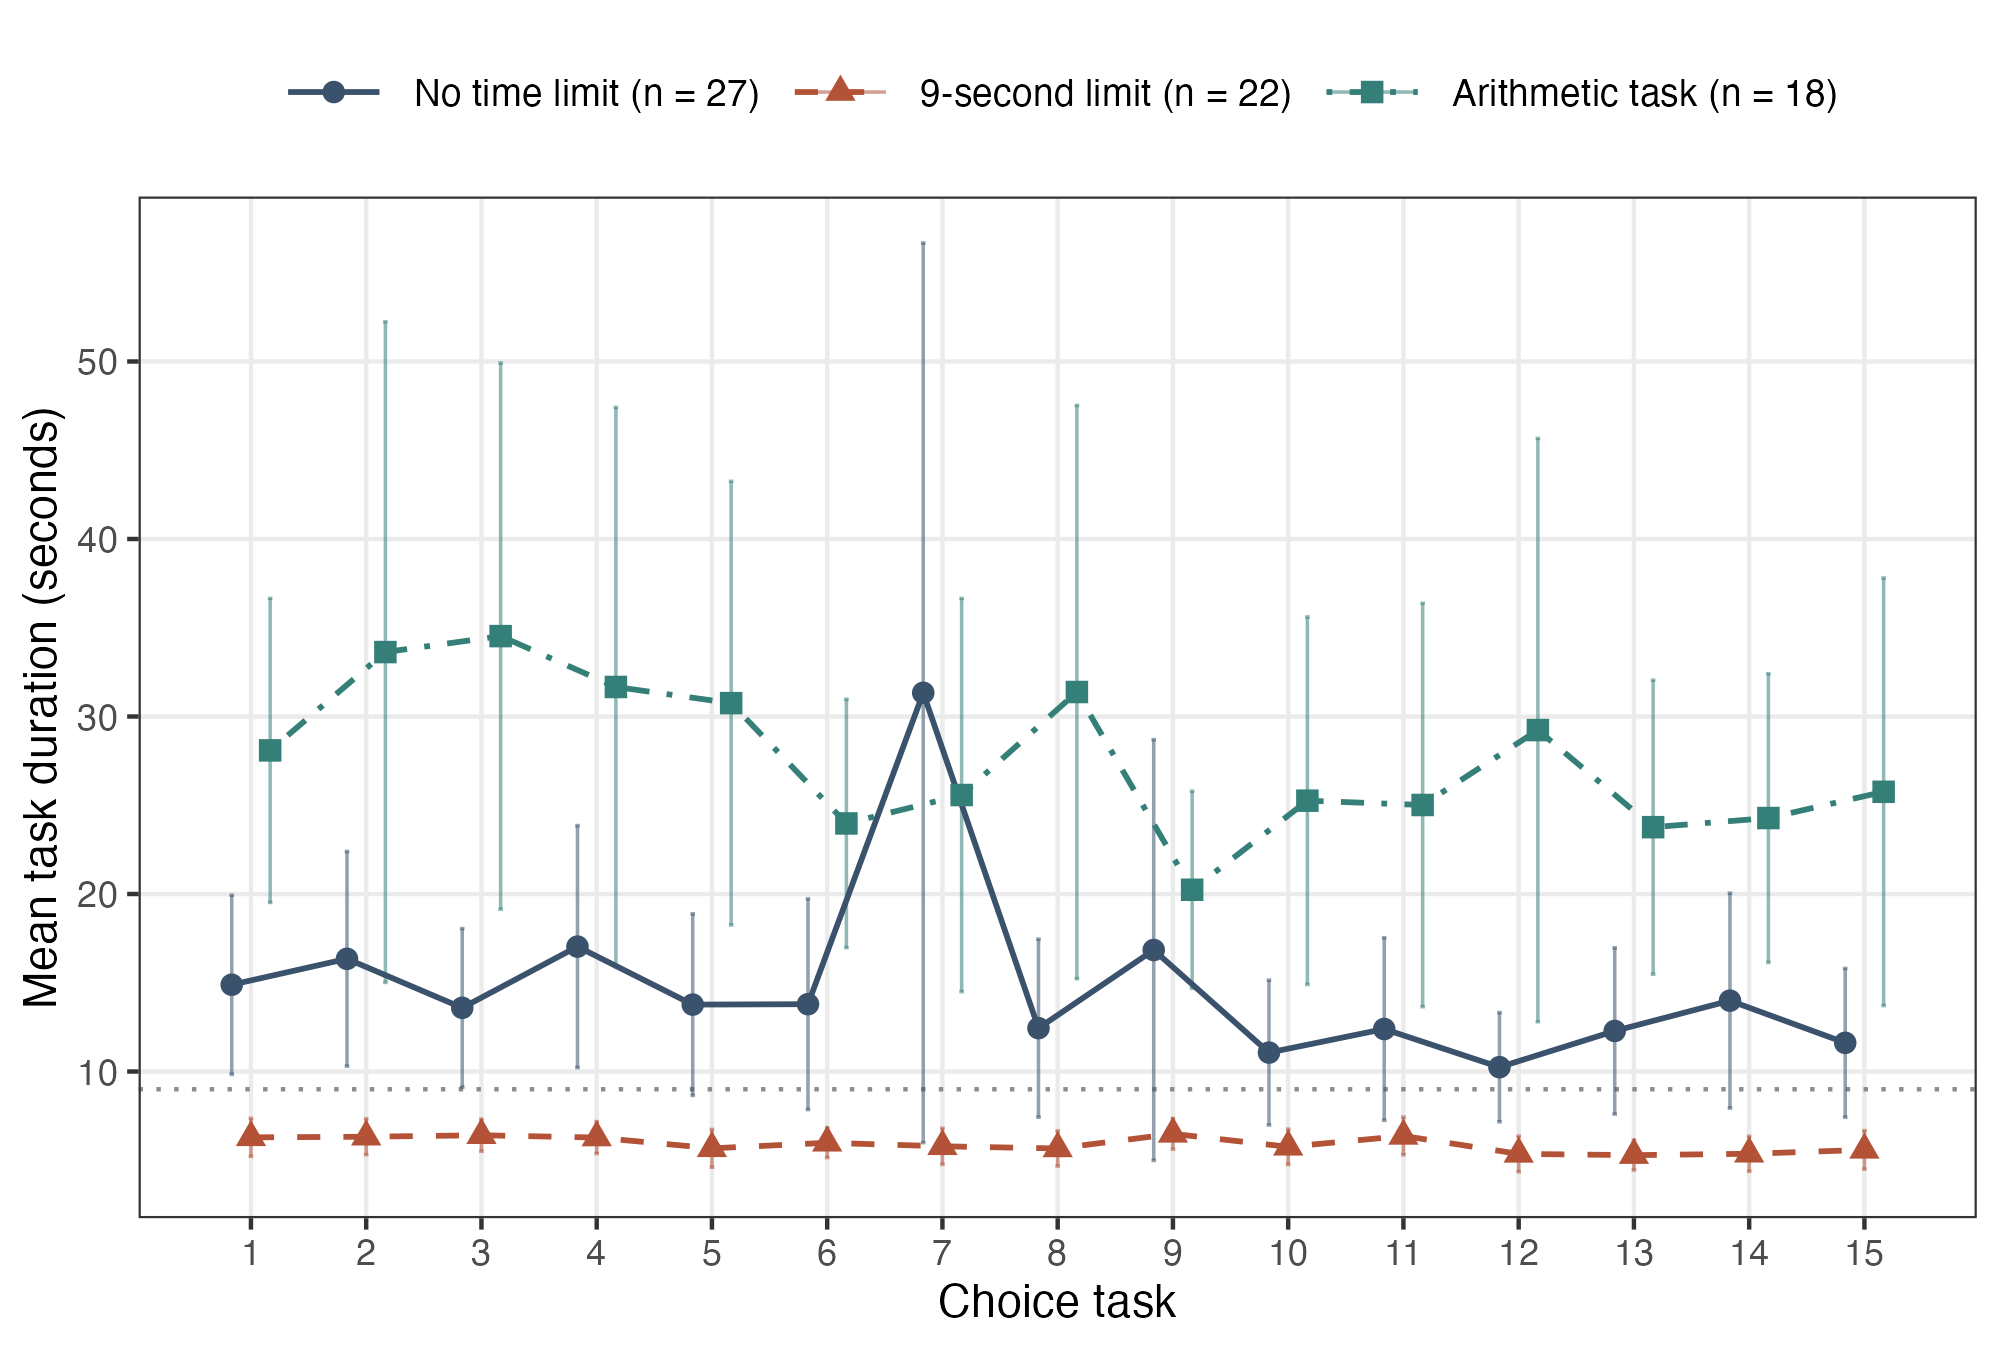 No time limit (n = 27) 9-second limit (n = 22) Arithmetic task (n = 18)
Mean task duration (seconds)
50
40
30
20
10
1 2 3 4 5 6 7 8 9 10 11 12 13 14 15
Choice task